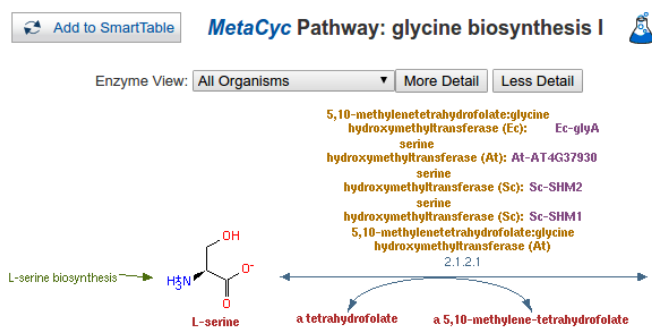 Add to SmartTable
MetaCyc Pathway: glycine biosynthesis I
Enzyme View: All Organisms More Detail Less Detail
5,10-methylenetetrahydrofolate:glycine
hydroxymethyltransferase (Ec): Ec-glyA
serine
hydroxymethyltransferase (At): At-AT4G37930
serine
hydroxymethyltransferase (Sc): Sc-SHM2
serine
hydroxymethyltransferase (Sc): Sc-SHM1
5,10-methylenetetrahydrofolate:glycine
hydroxymethyltransferase (At)
2.1.2.1
OH
L-serine biosynthesis
H3+N
O-
O
L-serine
a tetrahydrofolate
a 5,10-methylene-tetrahydrofolate